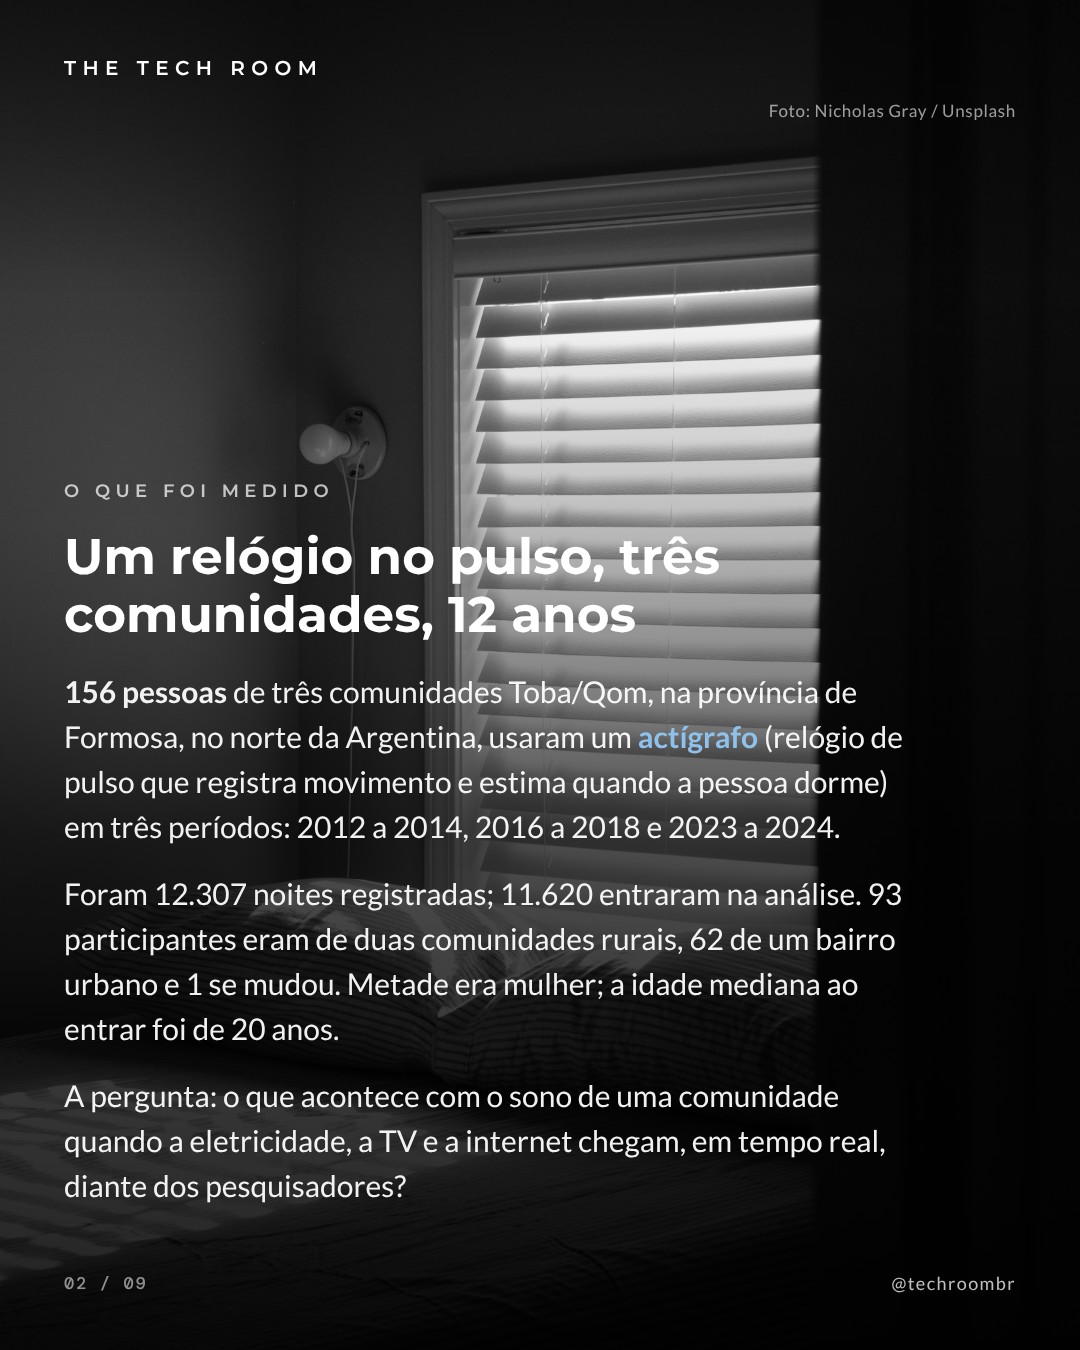 THE TECH ROOM
Foto: Nicholas Gray / Unsplash
O QUE FOI MEDIDO
Um relógio no pulso, três
comunidades, 12 anos
156 pessoas de três comunidades Toba/Qom, na província de
Formosa, no norte da Argentina, usaram um actígrafo (relógio de
pulso que registra movimento e estima quando a pessoa dorme)
em três períodos: 2012 a 2014, 2016 a 2018 e 2023 a 2024.
Foram 12.307 noites registradas; 11.620 entraram na análise. 93
participantes eram de duas comunidades rurais, 62 de um bairro
urbano e 1 se mudou. Metade era mulher; a idade mediana ao
entrar foi de 20 anos.
A pergunta: o que acontece com o sono de uma comunidade
quando a eletricidade, a TV e a internet chegam, em tempo real,
diante dos pesquisadores?
02 / 09
@techroombr